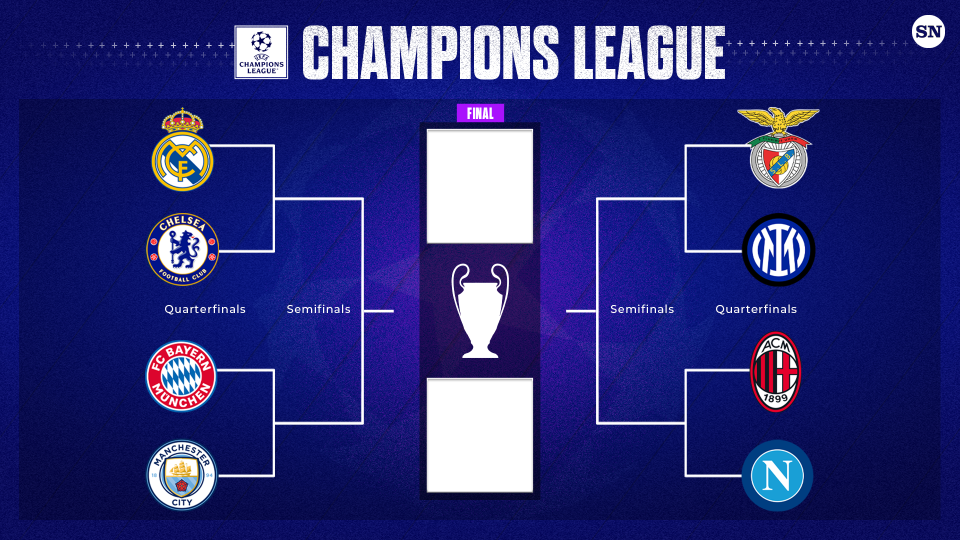 UEFA
CHAMPIONS
LEAGUE
CHAMPIONS LEAGUE
SN
FINAL
CHELSEA
FOOTBALL CLUB
Quarterfinals
Semifinals
Semifinals
Quarterfinals
FC BAYERN
MÜNCHEN
ACM
1899
MANCHESTER
CITY
N